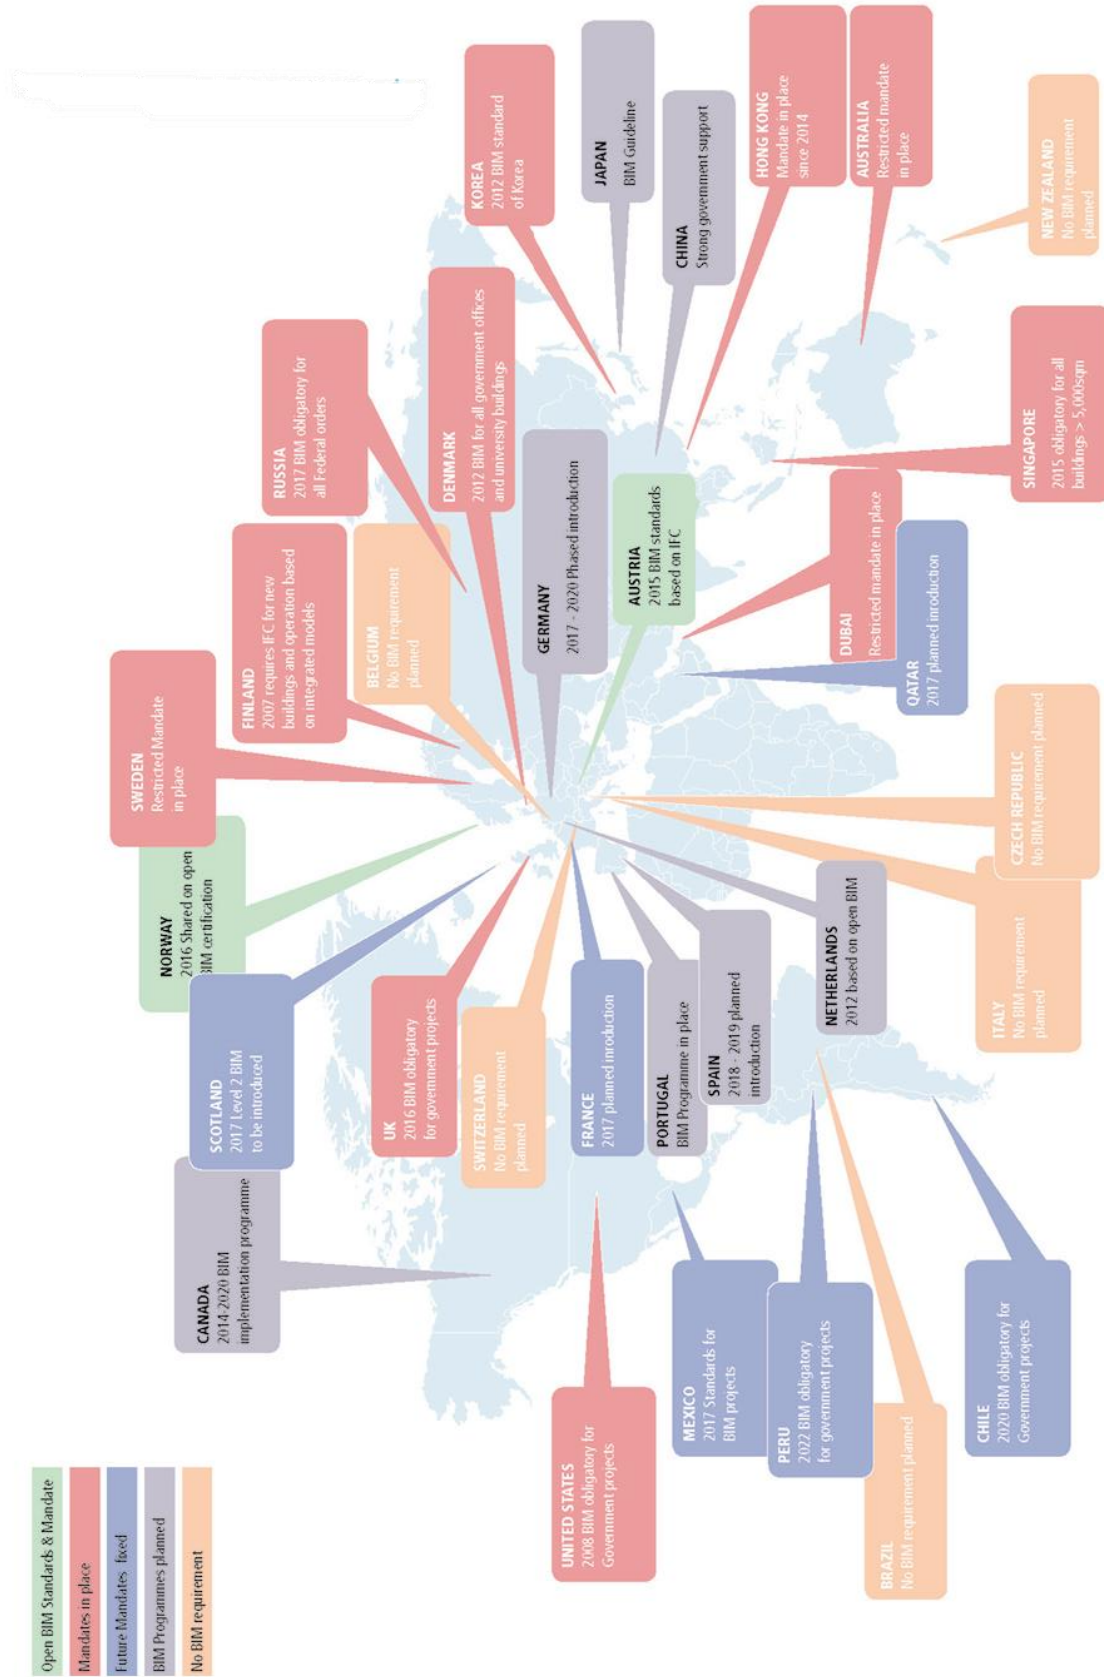 Open BIM Standards & Mandate
Mandates in place
Future Mandates fixed
BIM Programmes planned
No BIM requirement
CANADA
2014-2020 BIM
implementation programme
SCOTLAND
2017 Level 2 BIM
to be introduced
NORWAY
2016 Shared on open
BIM certification
SWEDEN
Restricted Mandate
in place
FINLAND
2007 requires IFC for new
buildings and operation based
on integrated models
RUSSIA
2017 BIM obligatory for
all Federal orders
BELGIUM
No BIM requirement
planned
DENMARK
2012 BIM for all government offices
and university buildings
KOREA
2012 BIM standard
of Korea
UK
2016 BIM obligatory
for government projects
SWITZERLAND
No BIM requirement
planned
GERMANY
2017 - 2020 Phased introduction
JAPAN
BIM Guideline
UNITED STATES
2008 BIM obligatory for
Government projects
FRANCE
2017 planned inroduction
AUSTRIA
2015 BIM standards
based on IFC
CHINA
Strong government support
PORTUGAL
BIM Programme in place
SPAIN
2018 - 2019 planned
introduction
HONG KONG
Mandate in place
since 2014
MEXICO
2017 Standards for
BIM projects
PERU
2022 BIM obligatory
for government projects
NETHERLANDS
2012 based on open BIM
DUBAI
Restricted mandate in place
AUSTRALIA
Restricted mandate
in place
BRAZIL
No BIM requirement planned
QATAR
2017 planned inroduction
CHILE
2020 BIM obligatory for
Government projects
ITALY
No BIM requirement
planned
CZECH REPUBLIC
No BIM requirement planned
SINGAPORE
2015 obligatory for all
buildings > 5,000sqm
NEW ZEALAND
No BIM requirement
planned